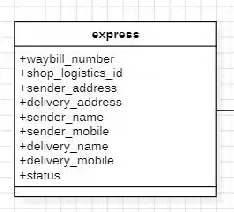 express
+waybill_number
+shop_logistics_id
+sender_address
+delivery_address
+sender_name
+sender_mobile
+delivery_name
+delivery_mobile
+status